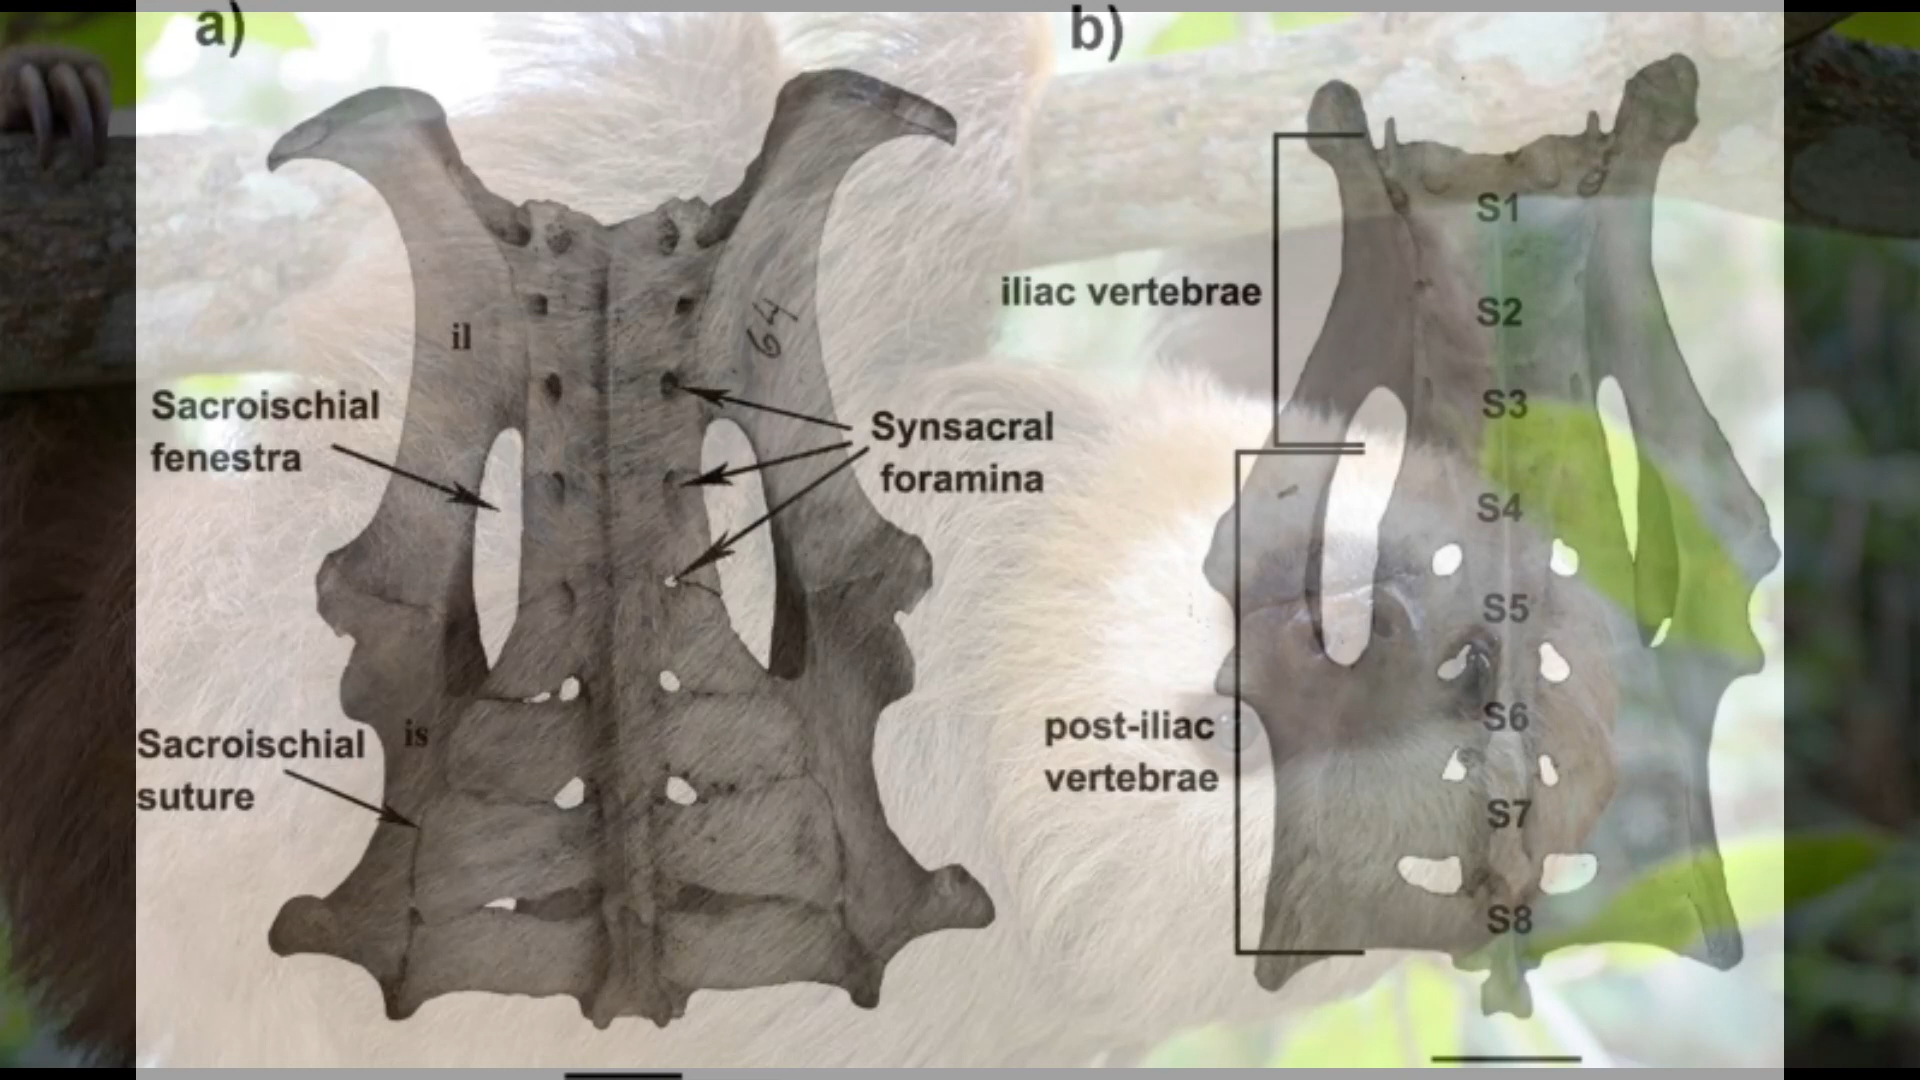 a)
b)
il
64
Sacroischial
fenestra
Synsacral
foramina
is
Sacroischial
suture
iliac vertebrae
post-iliac
vertebrae
S1
S2
S3
S4
S5
S6
S7
S8